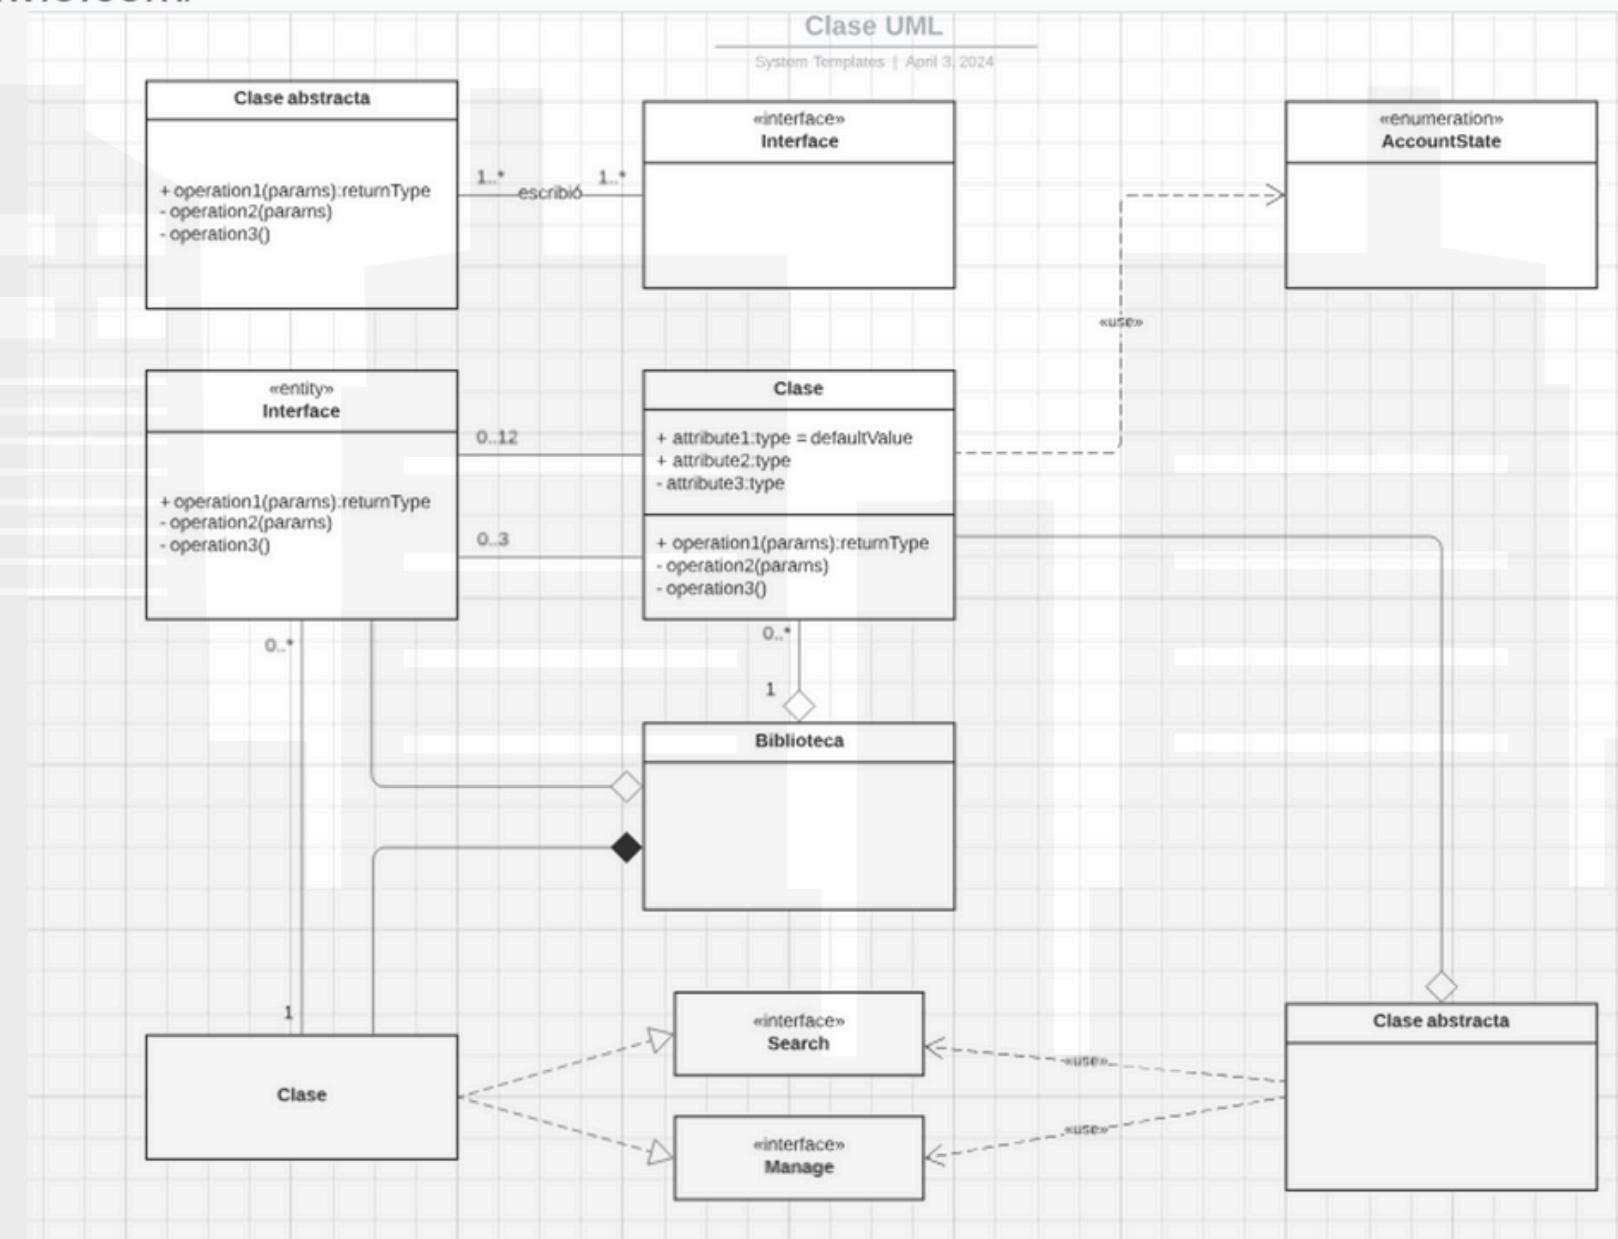 Clase UML
System Templates | April 3, 2024
Clase abstracta
+ operation1(params):returnType
- operation2(params)
- operation3()
1..*
escribió
1..*
«interface»
Interface
«enumeration»
AccountState
«use»
«entity»
Interface
+ operation1(params):returnType
- operation2(params)
- operation3()
0..12
0..3
Clase
+ attribute1:type = defaultValue
+ attribute2:type
- attribute3:type
+ operation1(params):returnType
- operation2(params)
- operation3()
0..*
0..*
1
Biblioteca
1
Clase
«interface»
Search
«interface»
Manage
«use»
«use»
Clase abstracta